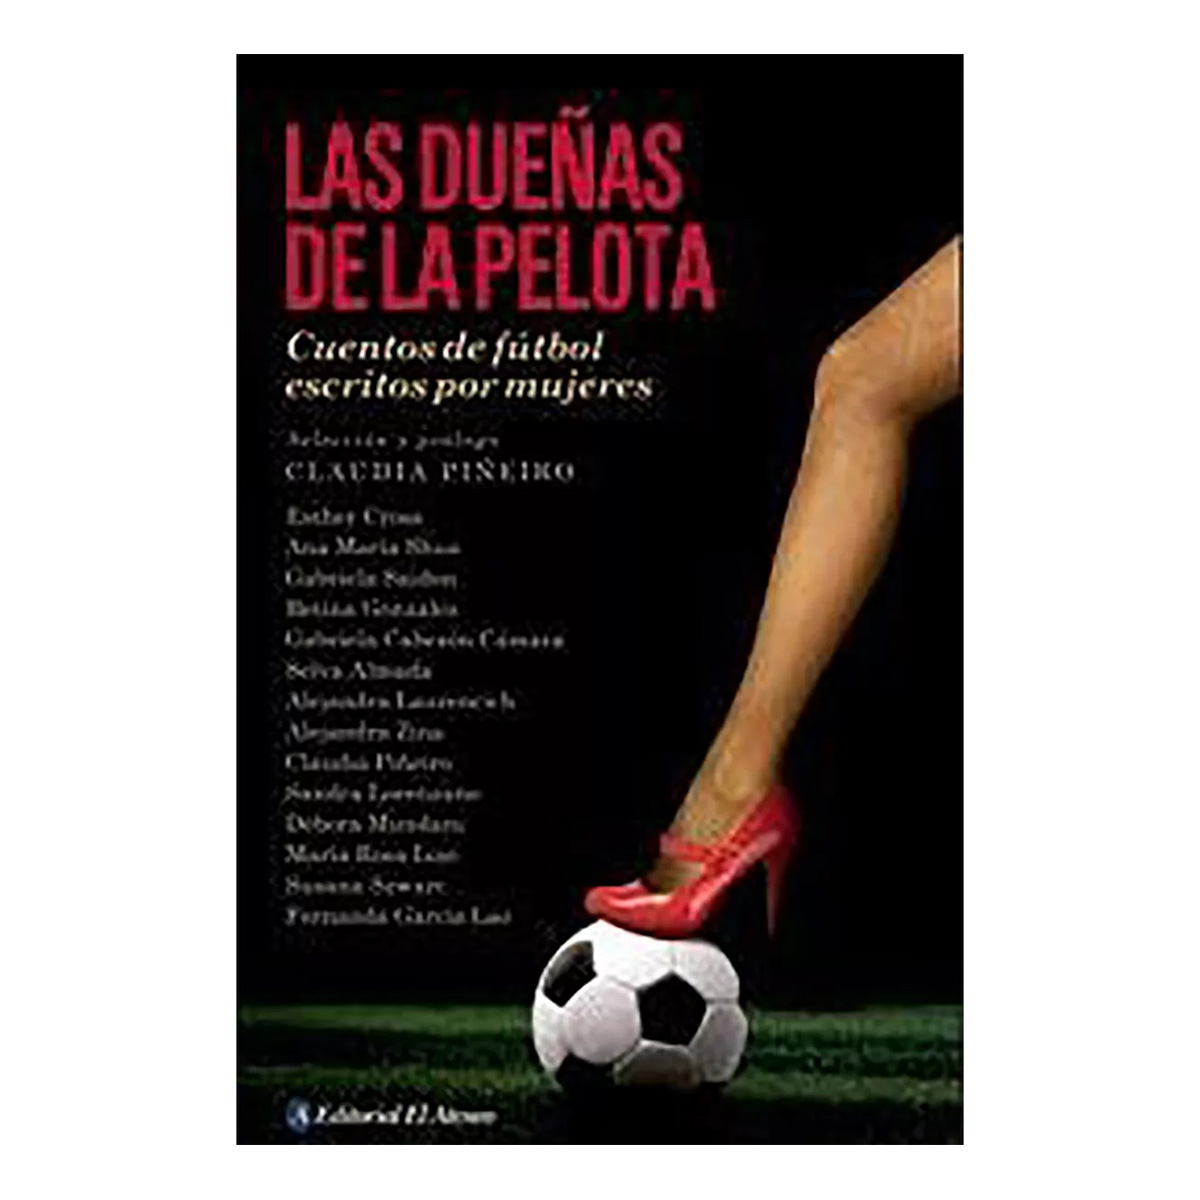 LAS DUEÑAS
DE LA PELOTA
Cuentos de fútbol
escritos por mujeres
Selección y prólogo
CLAUDIA PIÑEIRO
Esther Cross
Ana María Shua
Gabriela Saidon
Betina González
Gabriela Cabezón Cámara
Selva Almada
Alejandra Laurencich
Alejandra Zina
Claudia Piñeiro
Sandra Lorenzano
Débora Mundani
María Rosa Lojo
Susana
Fernanda García Lao
Editorial El Ateneo